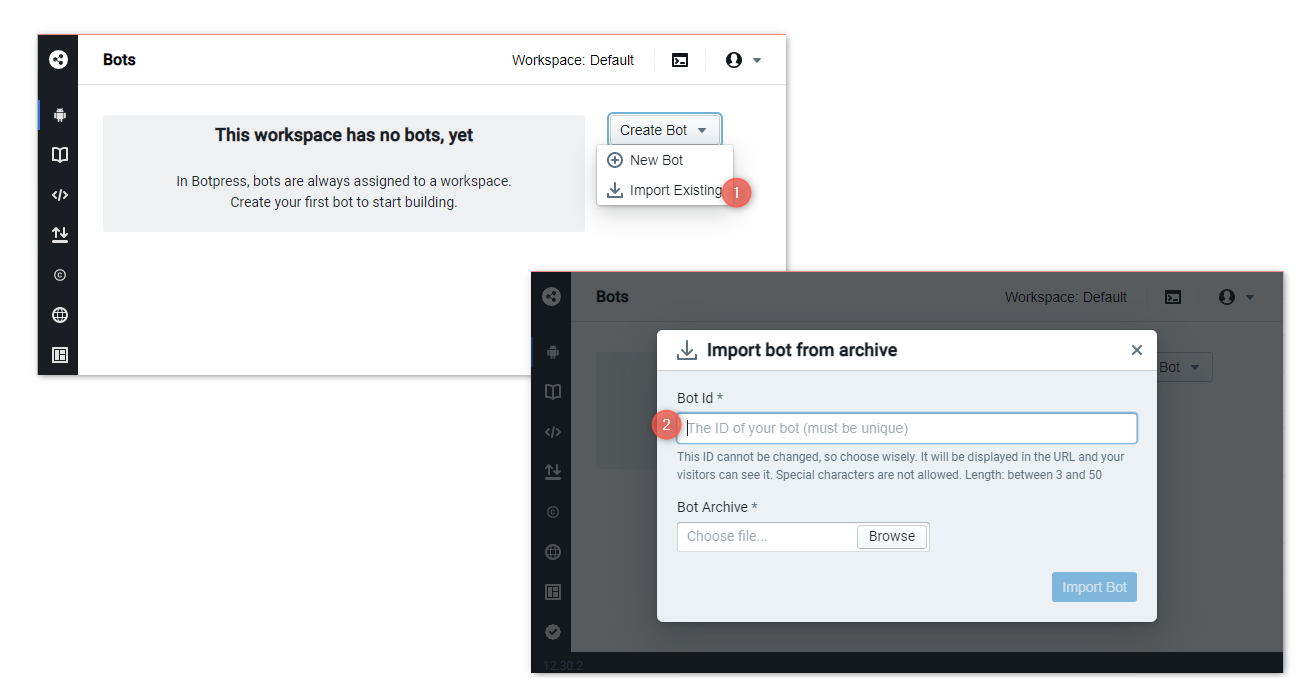 Bots
Workspace: Default
This workspace has no bots, yet
In Botpress, bots are always assigned to a workspace.
Create your first bot to start building.
Create Bot
New Bot
Import Existing
1
Bots
Workspace: Default
Bot
Import bot from archive
Bot Id *
2
The ID of your bot (must be unique)
This ID cannot be changed, so choose wisely. It will be displayed in the URL and your
visitors can see it. Special characters are not allowed. Length: between 3 and 50
Bot Archive *
Choose file...
Browse
Import Bot
12.30.2